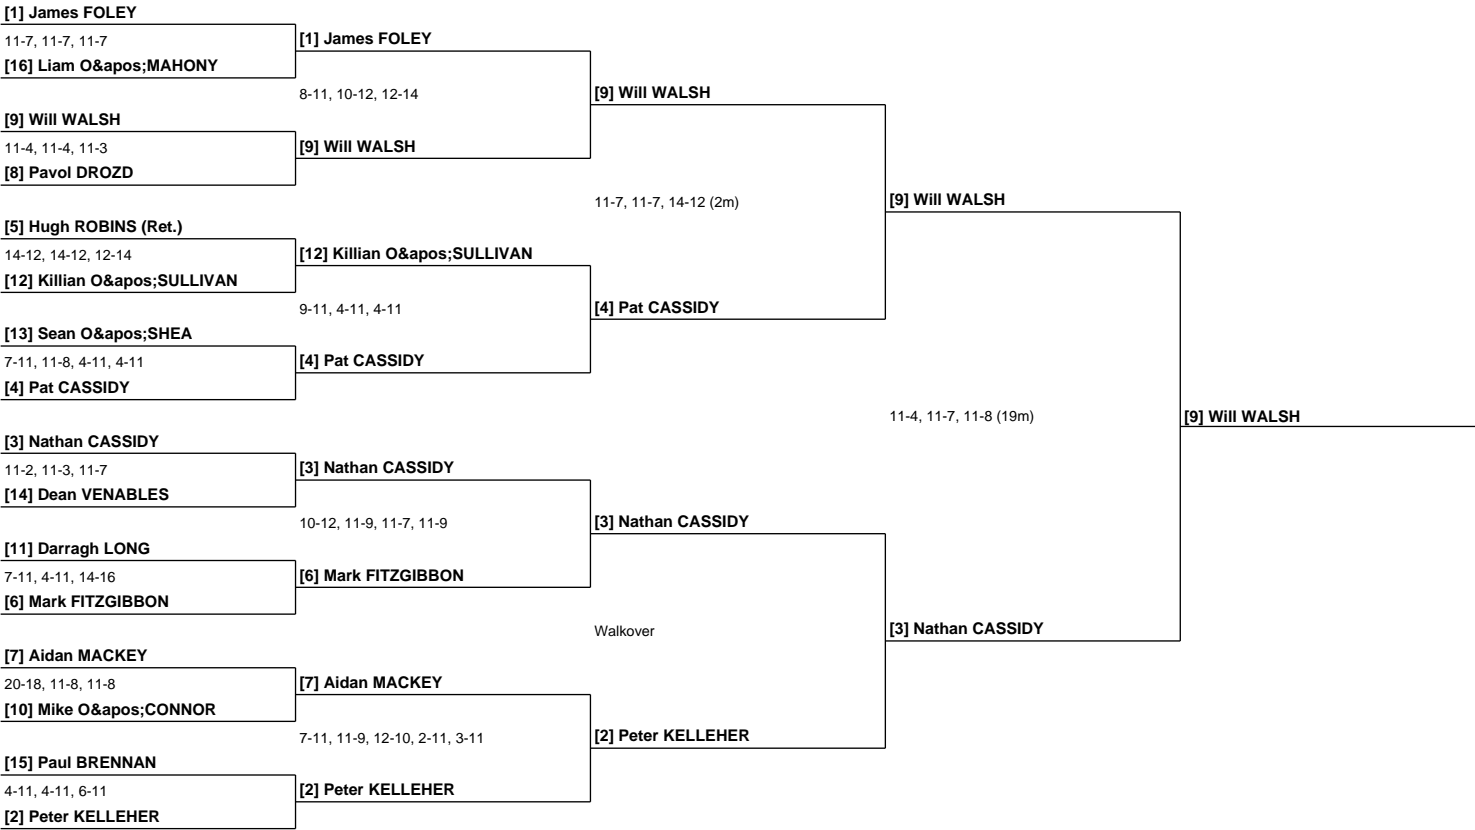 [1] James FOLEY
11-7, 11-7, 11-7
[16] Liam O&apos;MAHONY
[9] Will WALSH
11-4, 11-4, 11-3
[8] Pavol DROZD
[5] Hugh ROBINS (Ret.)
14-12, 14-12, 12-14
[12] Killian O&apos;SULLIVAN
[13] Sean O&apos;SHEA
7-11, 11-8, 4-11, 4-11
[4] Pat CASSIDY
[3] Nathan CASSIDY
11-2, 11-3, 11-7
[14] Dean VENABLES
[11] Darragh LONG
7-11, 4-11, 14-16
[6] Mark FITZGIBBON
[7] Aidan MACKEY
20-18, 11-8, 11-8
[10] Mike O&apos;CONNOR
[15] Paul BRENNAN
4-11, 4-11, 6-11
[2] Peter KELLEHER
[1] James FOLEY
8-11, 10-12, 12-14
[9] Will WALSH
[12] Killian O&apos;SULLIVAN
9-11, 4-11, 4-11
[4] Pat CASSIDY
[3] Nathan CASSIDY
10-12, 11-9, 11-7, 11-9
[6] Mark FITZGIBBON
[7] Aidan MACKEY
7-11, 11-9, 12-10, 2-11, 3-11
[2] Peter KELLEHER
[9] Will WALSH
11-7, 11-7, 14-12 (2m)
[4] Pat CASSIDY
[3] Nathan CASSIDY
Walkover
[2] Peter KELLEHER
[9] Will WALSH
11-4, 11-7, 11-8 (19m)
[3] Nathan CASSIDY
[9] Will WALSH